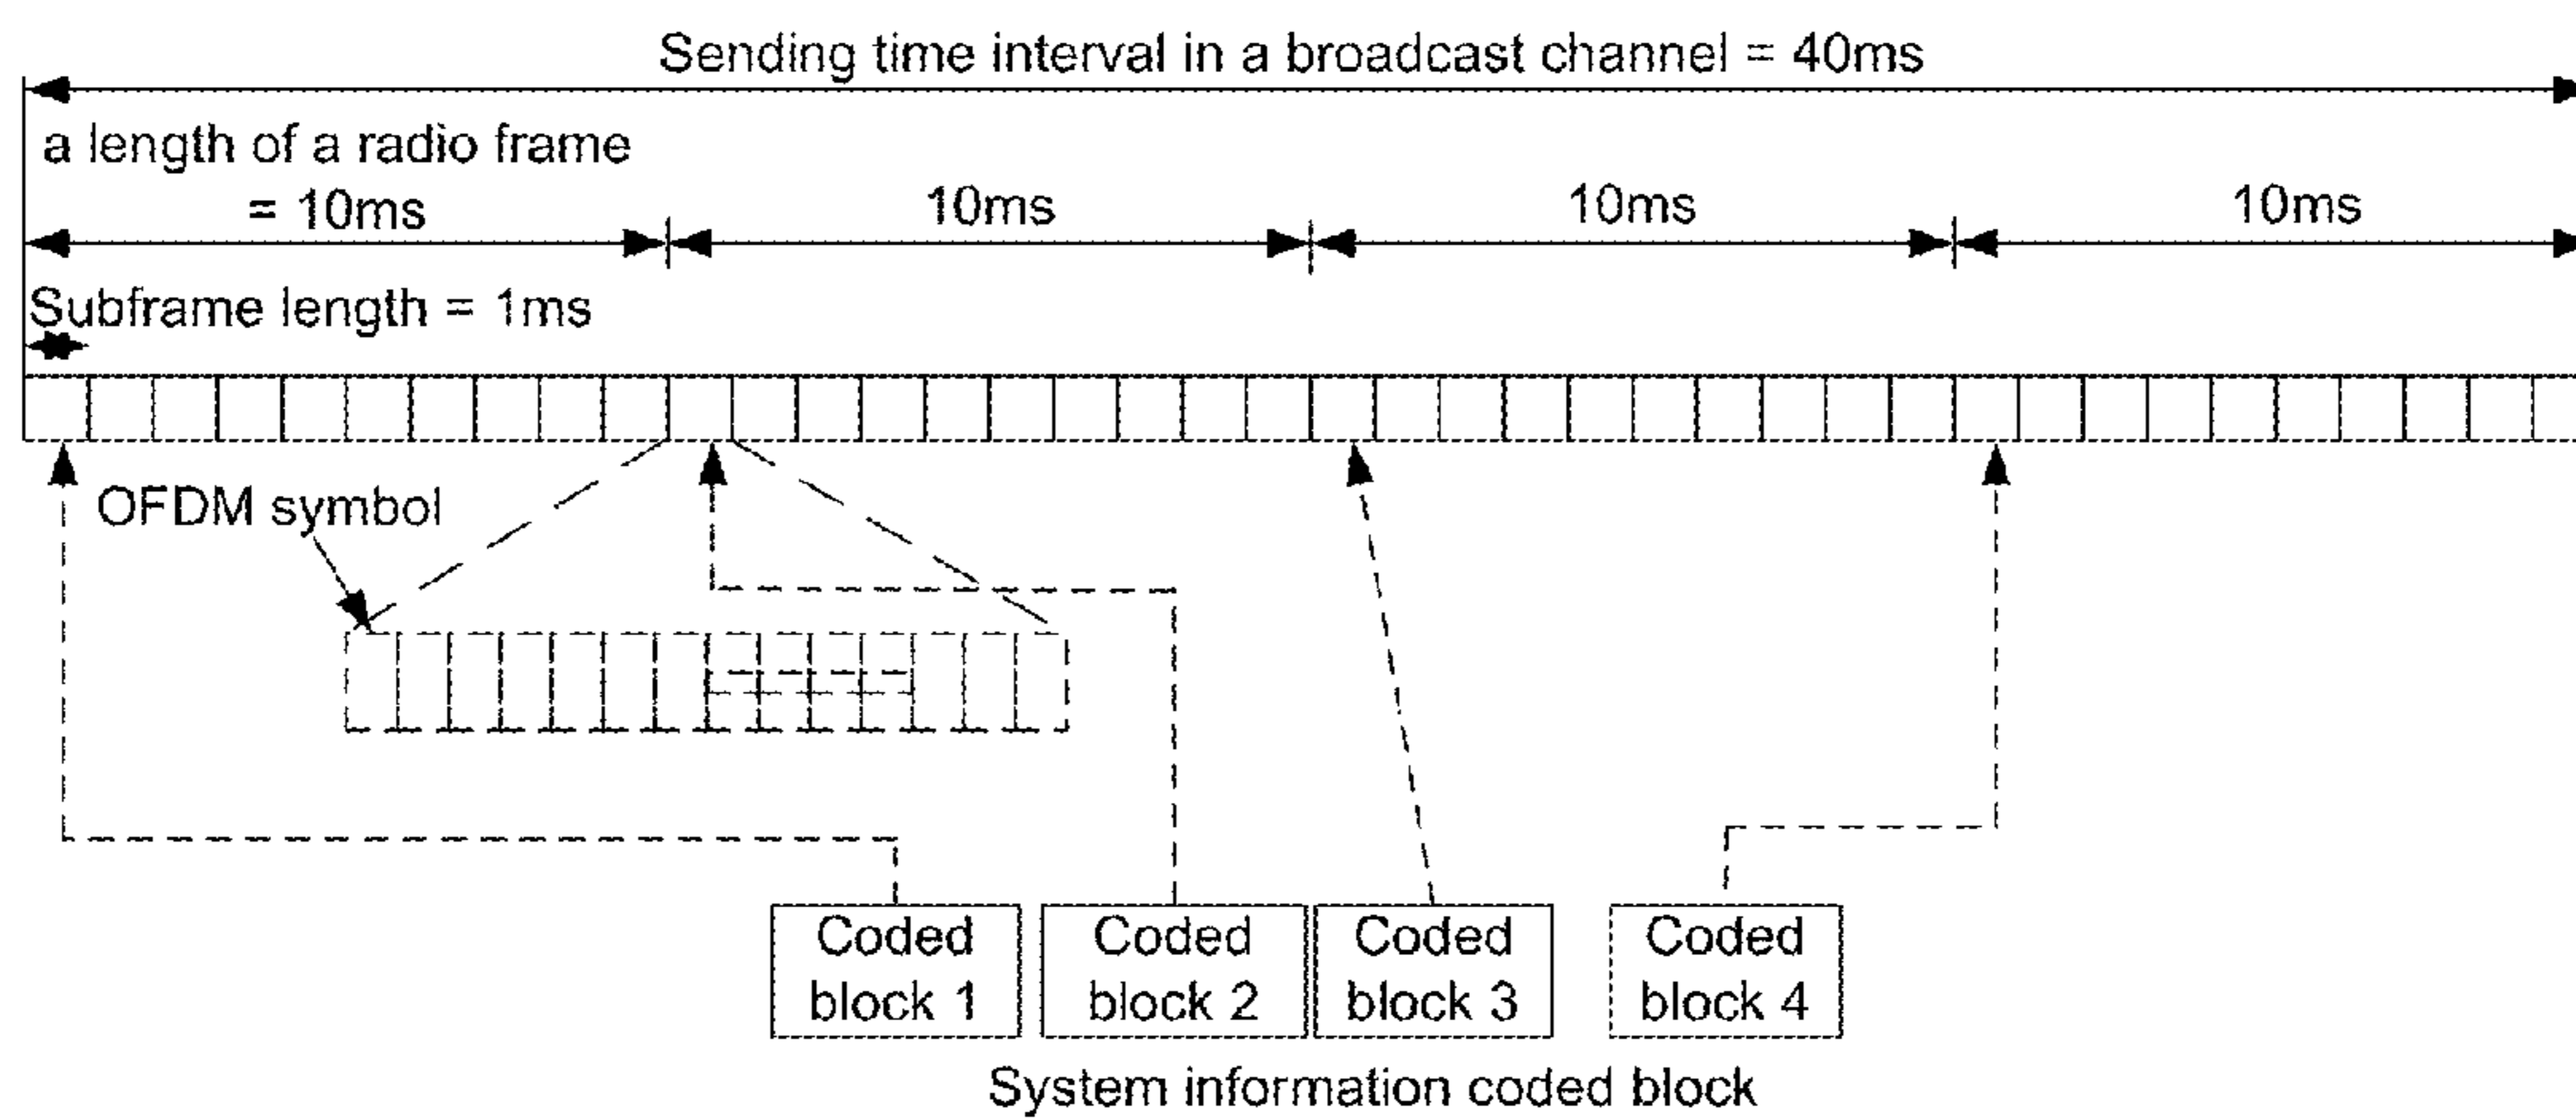 Sending time interval in a broadcast channel = 40ms
a length of a radio frame
= 10ms
10ms
10ms
10ms
Subframe length = 1ms
OFDM symbol
Coded
block 1
Coded
block 2
Coded
block 3
Coded
block 4
System information coded block